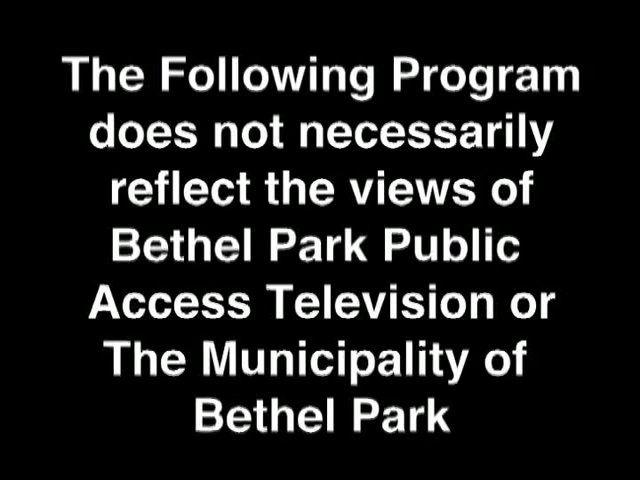 The Following Program
does not necessarily
reflect the views of
Bethel Park Public
Access Television or
The Municipality of
Bethel Park